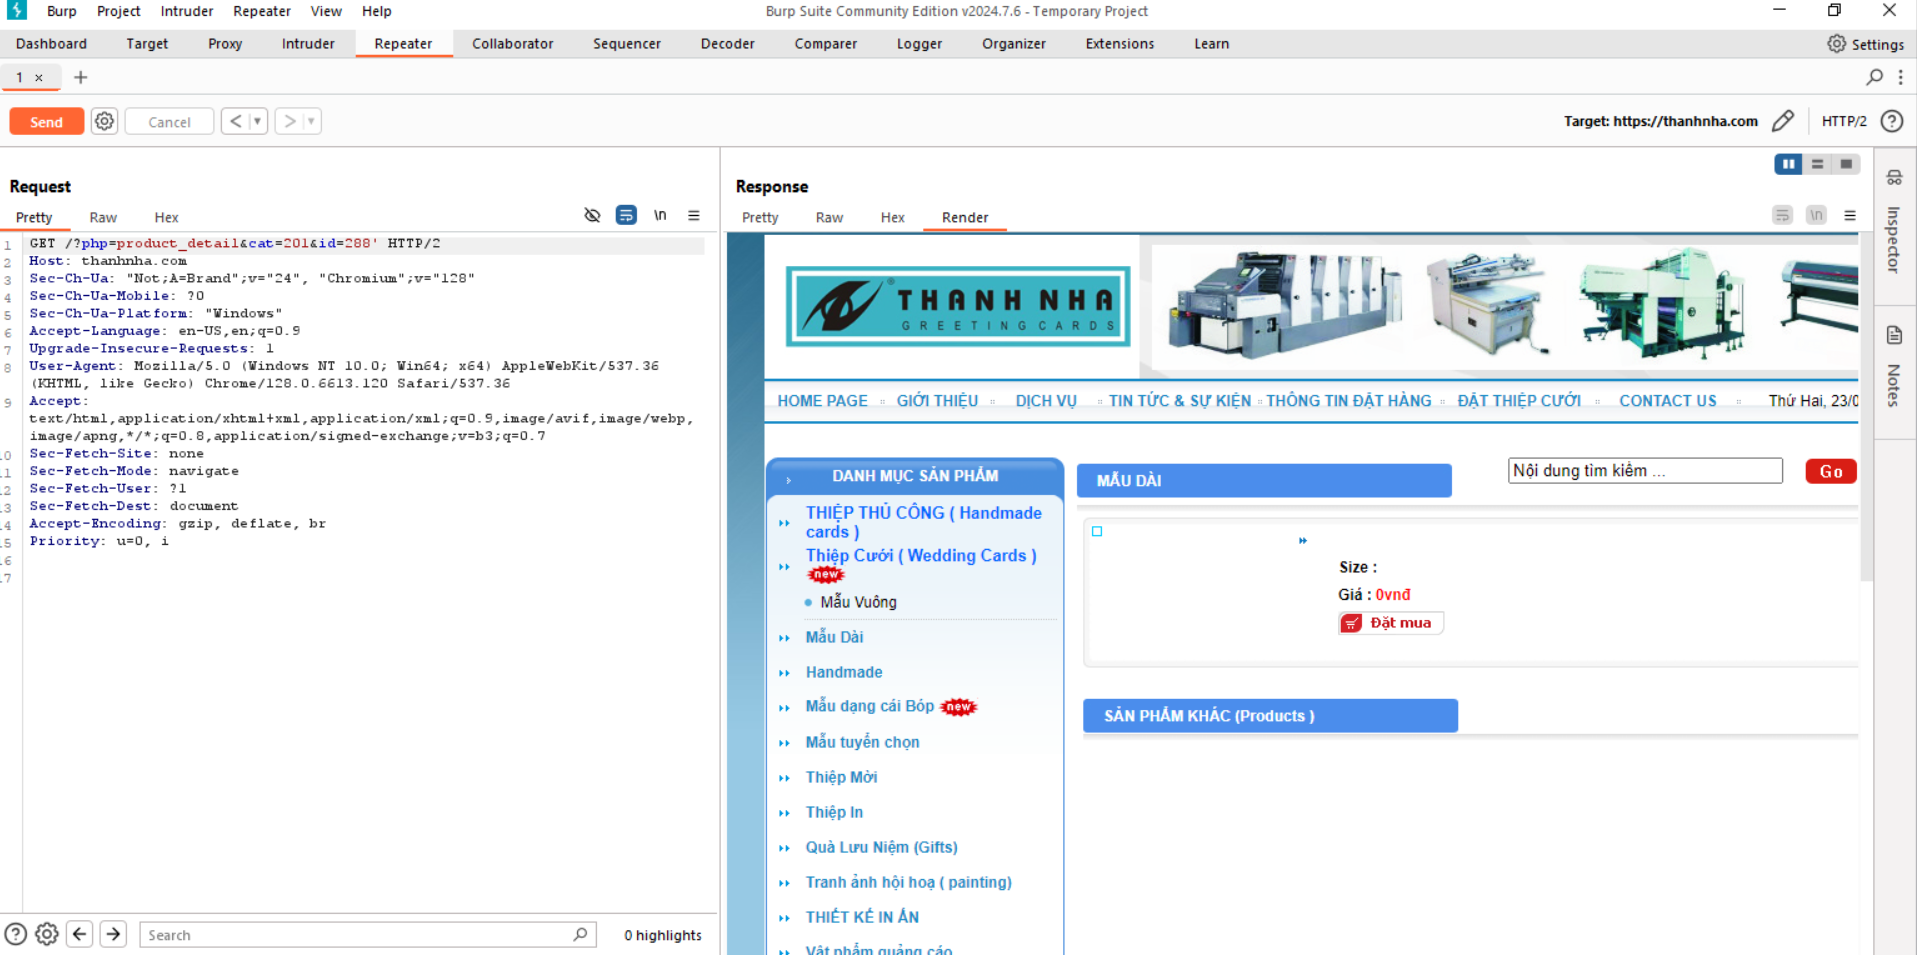 Burp Project Intruder Repeater View Help
Burp Suite Community Edition v2024.7.6 - Temporary Project
Dashboard Target Proxy Intruder Repeater Collaborator Sequencer Decoder Comparer Logger Organizer Extensions Learn
Settings
1 ×
Send Cancel
Target: https://thanhnha.com
HTTP/2
Request
Pretty Raw Hex
\n
1 GET /?php=product_detail&cat=201&id=288' HTTP/2
2 Host: thanhnha.com
3 Sec-Ch-Ua: "Not;A=Brand";v="24", "Chromium";v="128"
4 Sec-Ch-Ua-Mobile: ?0
5 Sec-Ch-Ua-Platform: "Windows"
6 Accept-Language: en-US,en;q=0.9
7 Upgrade-Insecure-Requests: 1
8 User-Agent: Mozilla/5.0 (Windows NT 10.0; Win64; x64) AppleWebKit/537.36
(KHTML, like Gecko) Chrome/128.0.6613.120 Safari/537.36
9 Accept:
text/html,application/xhtml+xml,application/xml;q=0.9,image/avif,image/webp,
image/apng,*/*;q=0.8,application/signed-exchange;v=b3;q=0.7
10 Sec-Fetch-Site: none
11 Sec-Fetch-Mode: navigate
12 Sec-Fetch-User: ?1
13 Sec-Fetch-Dest: document
14 Accept-Encoding: gzip, deflate, br
15 Priority: u=0, i
16
17
Search
0 highlights
Response
Pretty Raw Hex Render
\n
THANH NHA
GREETING CARDS
HOME PAGE GIỚI THIỆU DỊCH VỤ TIN TỨC & SỰ KIỆN THÔNG TIN ĐẶT HÀNG ĐẶT THIỆP CƯỚI CONTACT US Thứ Hai, 23/0
DANH MỤC SẢN PHẨM
THIỆP THỦ CÔNG ( Handmade
cards )
Thiệp Cưới ( Wedding Cards )
new
Mẫu Vuông
Mẫu Dài
Handmade
Mẫu dạng cái Bóp new
Mẫu tuyển chọn
Thiệp Mời
Thiệp In
Quà Lưu Niệm (Gifts)
Tranh ảnh hội hoạ ( painting)
THIẾT KẾ IN ẤN
Vật phẩm quảng cáo
MẪU DÀI
Nội dung tìm kiếm ...
Go
Size :
Giá : 0vnđ
Đặt mua
SẢN PHẨM KHÁC (Products )
Inspector
Notes